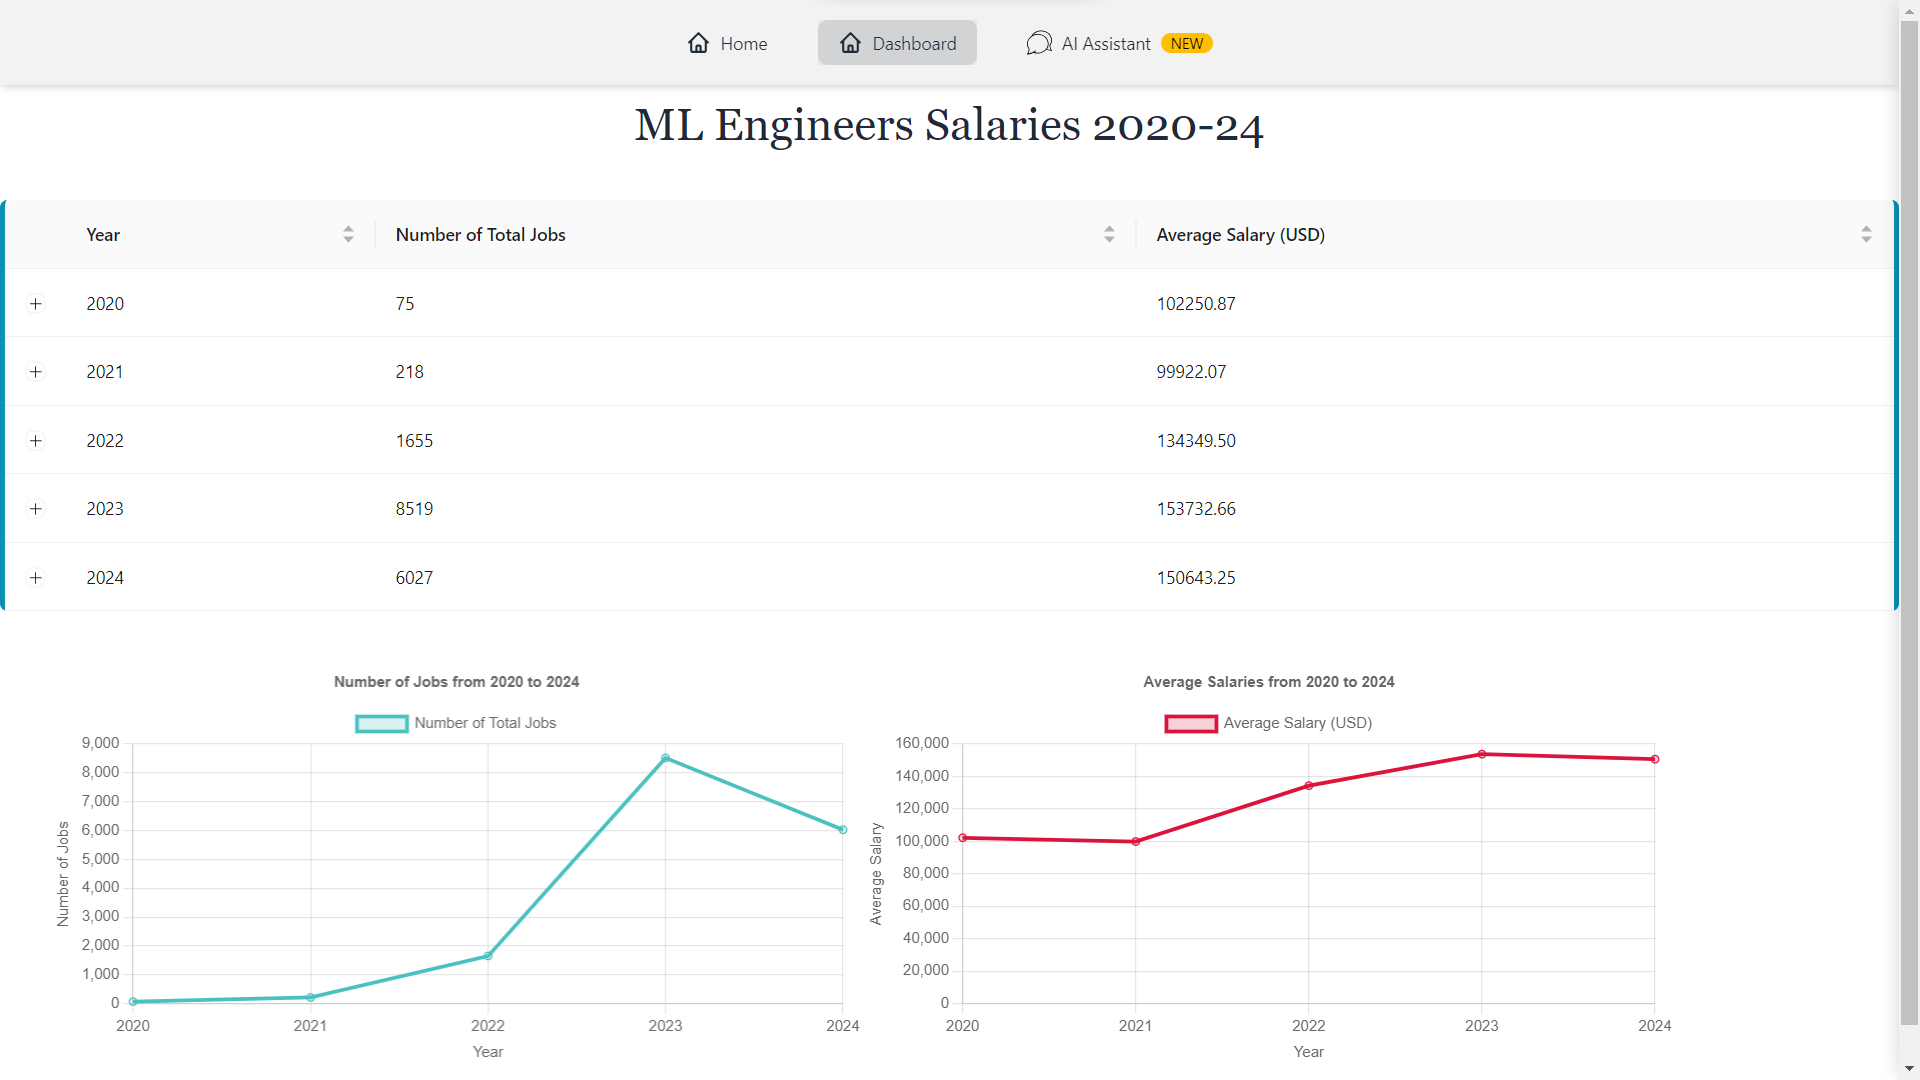 Home Dashboard AI Assistant NEW
ML Engineers Salaries 2020-24
Year Number of Total Jobs Average Salary (USD)
2020 75 102250.87
2021 218 99922.07
2022 1655 134349.50
2023 8519 153732.66
2024 6027 150643.25
Number of Jobs from 2020 to 2024
Number of Total Jobs
9,000
8,000
7,000
6,000
5,000
4,000
3,000
2,000
1,000
0
Number of Jobs
2020 2021 2022 2023 2024
Year
Average Salaries from 2020 to 2024
Average Salary (USD)
160,000
140,000
120,000
100,000
80,000
60,000
40,000
20,000
0
Average Salary
2020 2021 2022 2023 2024
Year